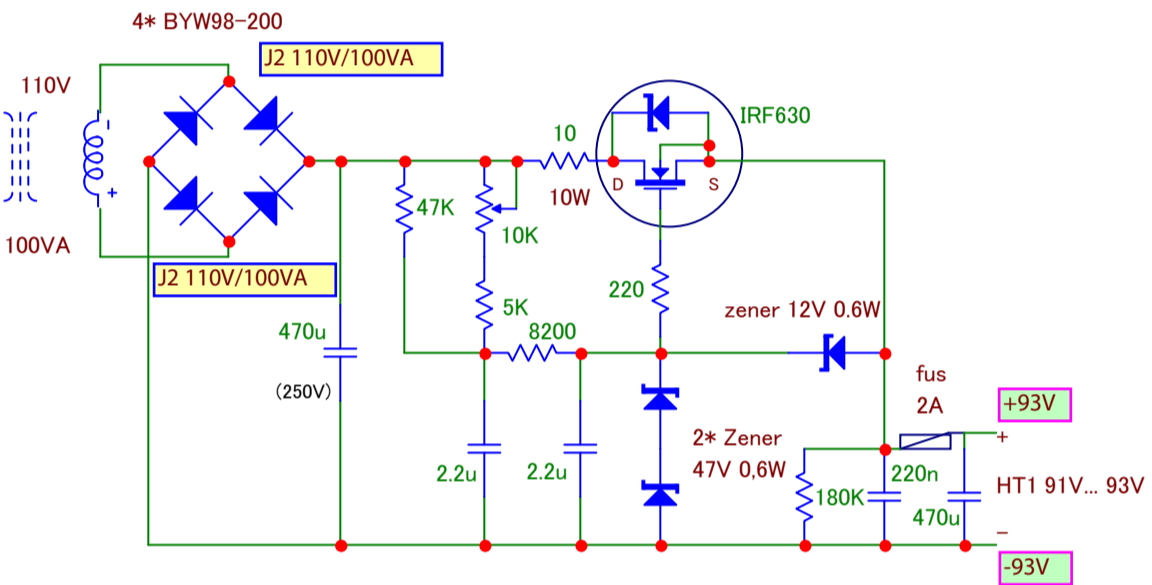 4* BYW98-200
J2 110V/100VA
110V
100VA
J2 110V/100VA
470u
(250V)
47K
10K
5K
8200
2.2u
2.2u
10
10W
IRF630
D
S
220
zener 12V 0.6W
2* Zener
47V 0,6W
fus
2A
+93V
+
HT1 91V... 93V
-
-93V
180K
220n
470u
-
+